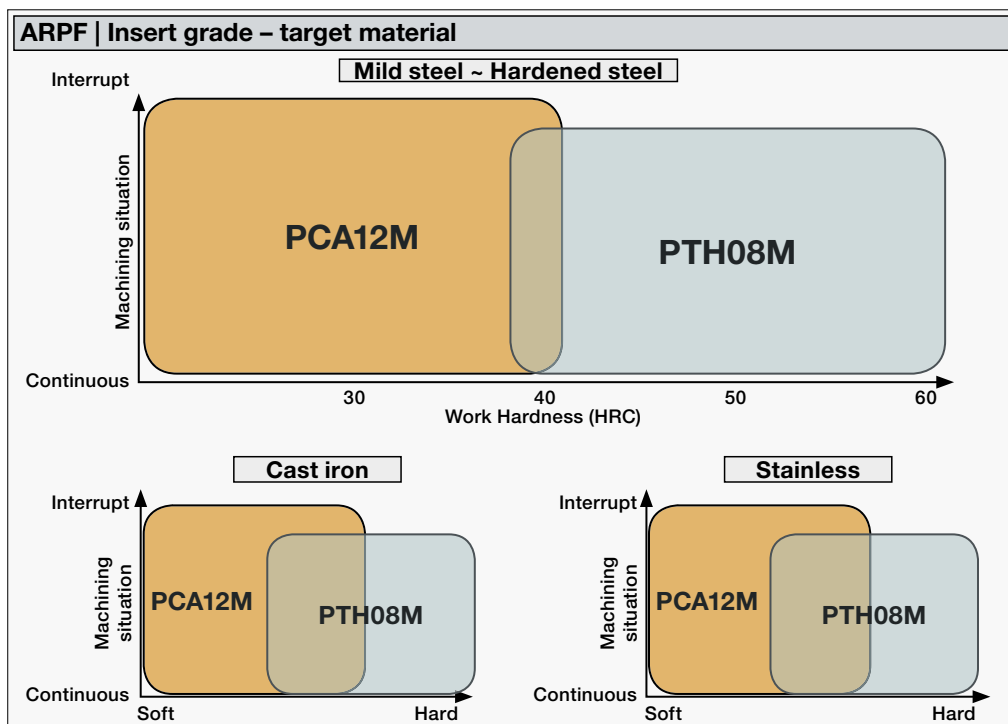 ARPF | Insert grade – target material
Mild steel ~ Hardened steel
Interrupt
Machining situation
PCA12M
PTH08M
Continuous
30 40 50 60
Work Hardness (HRC)
Cast iron
Interrupt
Machining
situation
PCA12M
PTH08M
Continuous
Soft Hard
Stainless
Interrupt
Machining
situation
PCA12M
PTH08M
Continuous
Soft Hard